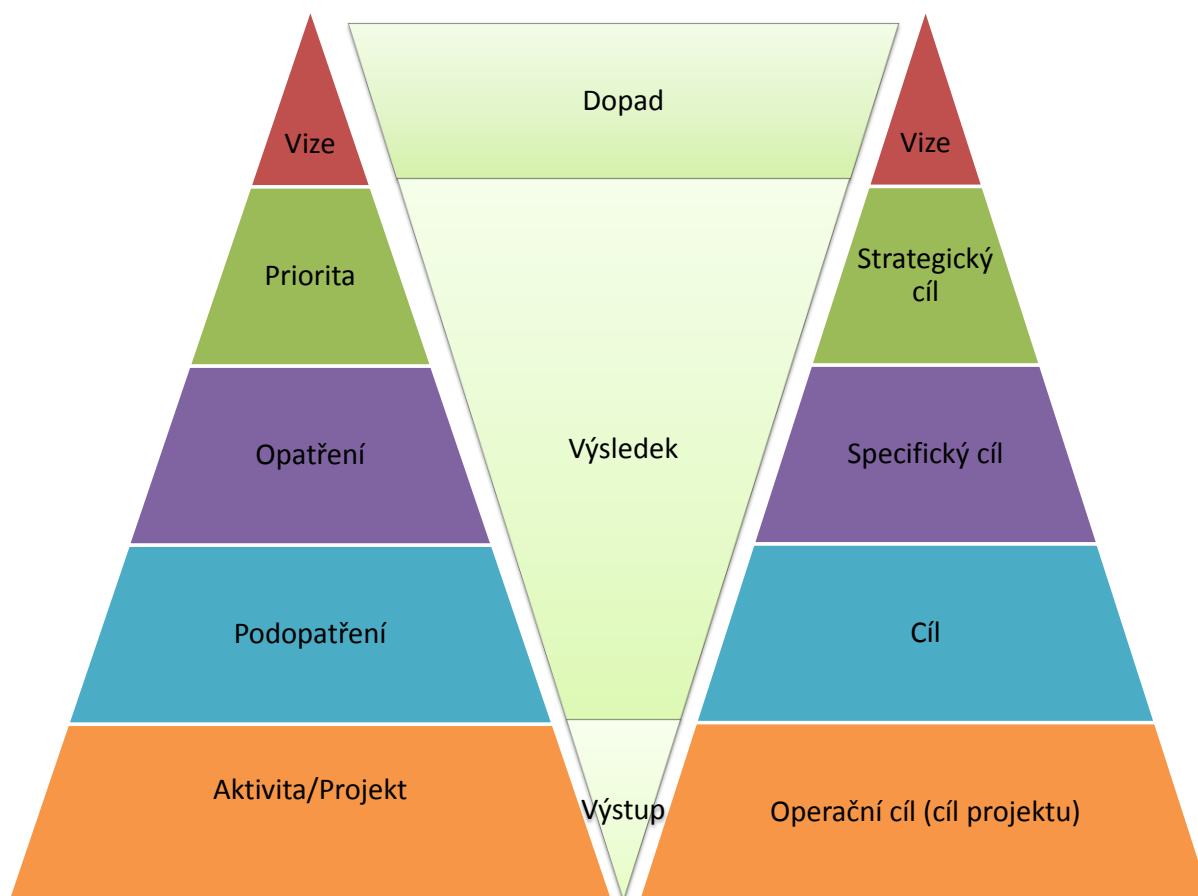 Dopad
Vize
Vize
Priorita
Strategický
cíl
Opatření
Výsledek
Specifický cíl
Podopatření
Cíl
Aktivita/Projekt
Výstup
Operační cíl (cíl projektu)